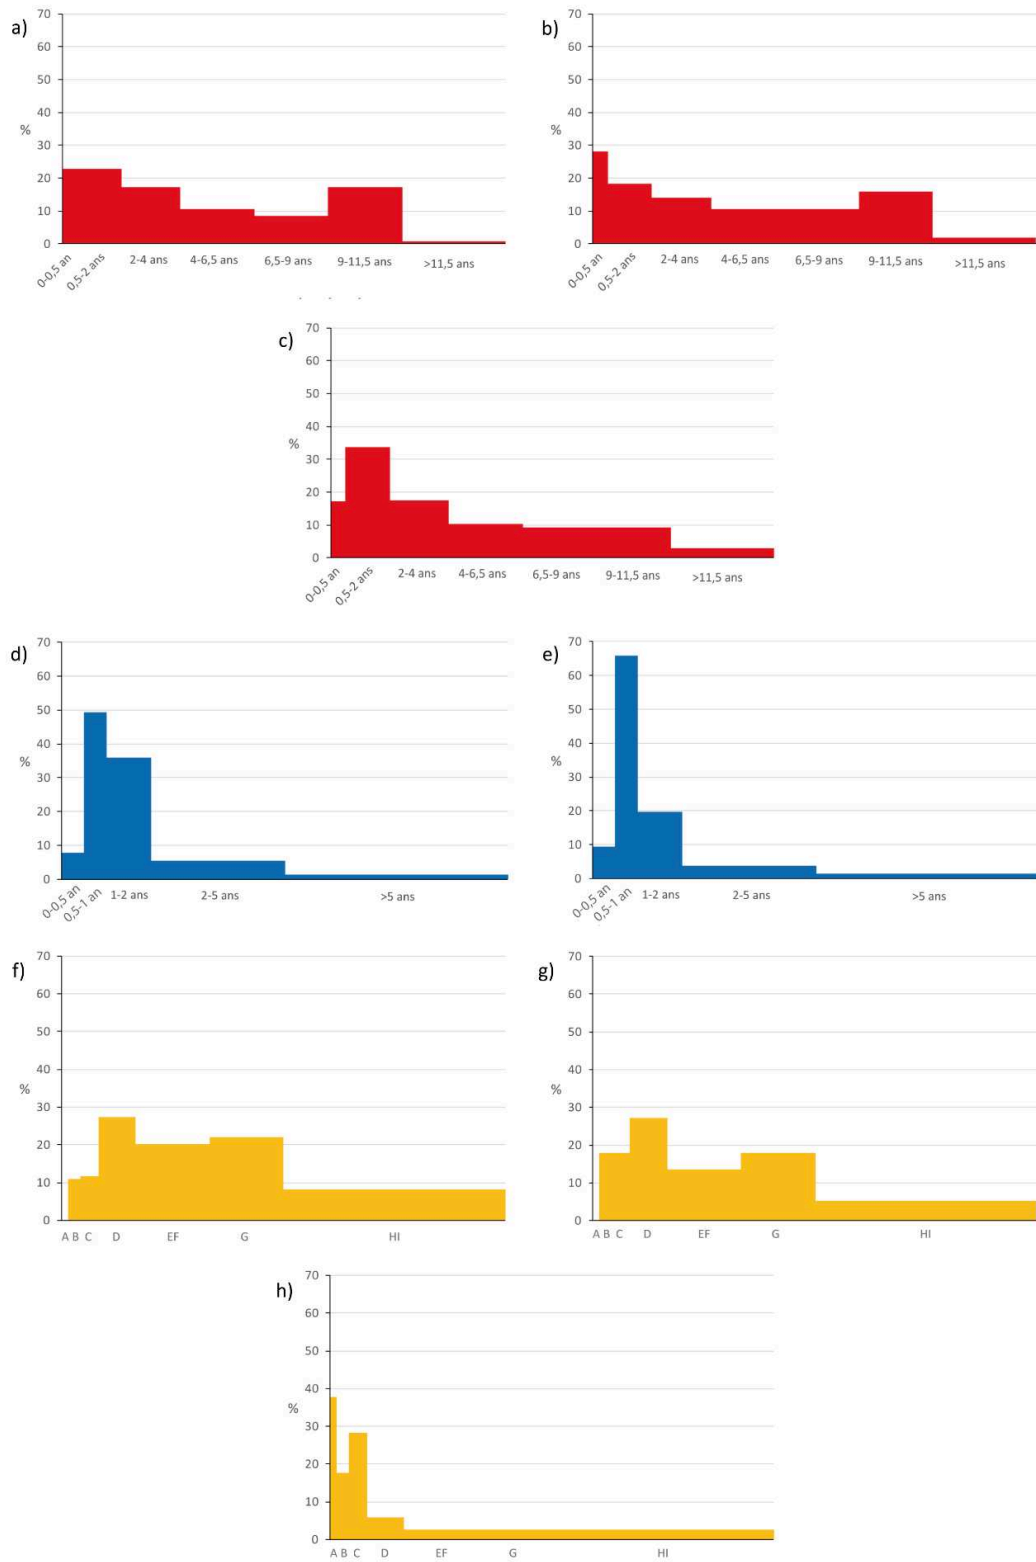 a)
70
60
50
40
%
30
20
10
0
0-0,5 an
0,5-2 ans
2-4 ans
4-6,5 ans
6,5-9 ans
9-11,5 ans
>11,5 ans
b)
70
60
50
40
%
30
20
10
0
0-0,5 an
0,5-2 ans
2-4 ans
4-6,5 ans
6,5-9 ans
9-11,5 ans
>11,5 ans
c)
70
60
50
40
%
30
20
10
0
0-0,5 an
0,5-2 ans
2-4 ans
4-6,5 ans
6,5-9 ans
9-11,5 ans
>11,5 ans
d)
70
60
50
40
%
30
20
10
0
0-0,5 an
0,5-1 an
1-2 ans
2-5 ans
>5 ans
e)
70
60
50
40
%
30
20
10
0
0-0,5 an
0,5-1 an
1-2 ans
2-5 ans
>5 ans
f)
70
60
50
40
%
30
20
10
0
A B C D EF G HI
g)
70
60
50
40
%
30
20
10
0
A B C D EF G HI
h)
70
60
50
40
%
30
20
10
0
A B C D EF G HI